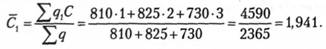 C̄₁ = ∑q₁C / ∑q = (810·1 + 825·2 + 730·3) / (810 + 825 + 730) = 4590 / 2365 = 1,941.